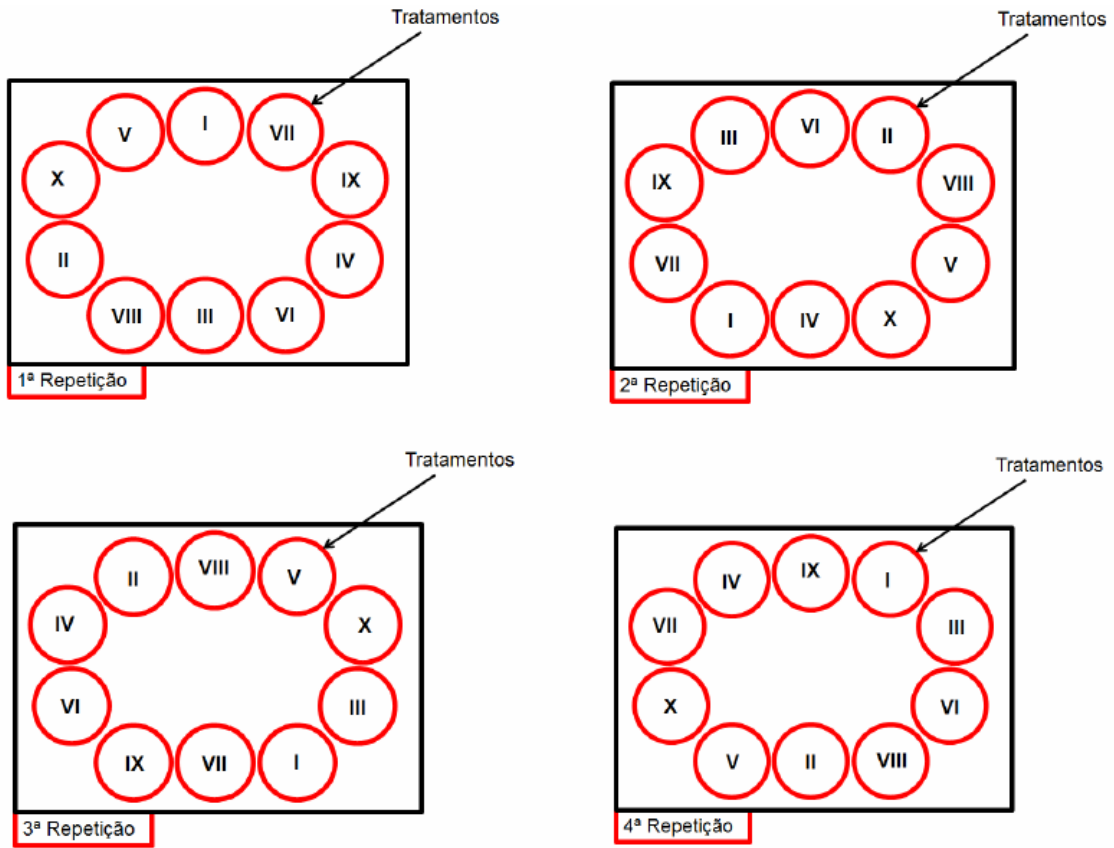 Tratamentos
V I VII
X IX
II IV
VIII III VI
1ª Repetição
Tratamentos
III VI II
IX VIII
VII V
I IV X
2ª Repetição
Tratamentos
II VIII V
IV X
VI III
IX VII I
3ª Repetição
Tratamentos
IV IX I
VII III
X VI
V II VIII
4ª Repetição